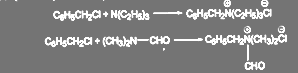 C₆H₅CH₂Cl + N(C₂H₅)₃ ⟶ C₆H₅CH₂N⊕(C₂H₅)₃Cl⊖
C₆H₅CH₂Cl + (CH₃)₂N—CHO ⟶ C₆H₅CH₂N⊕(CH₃)₂Cl⊖
CHO